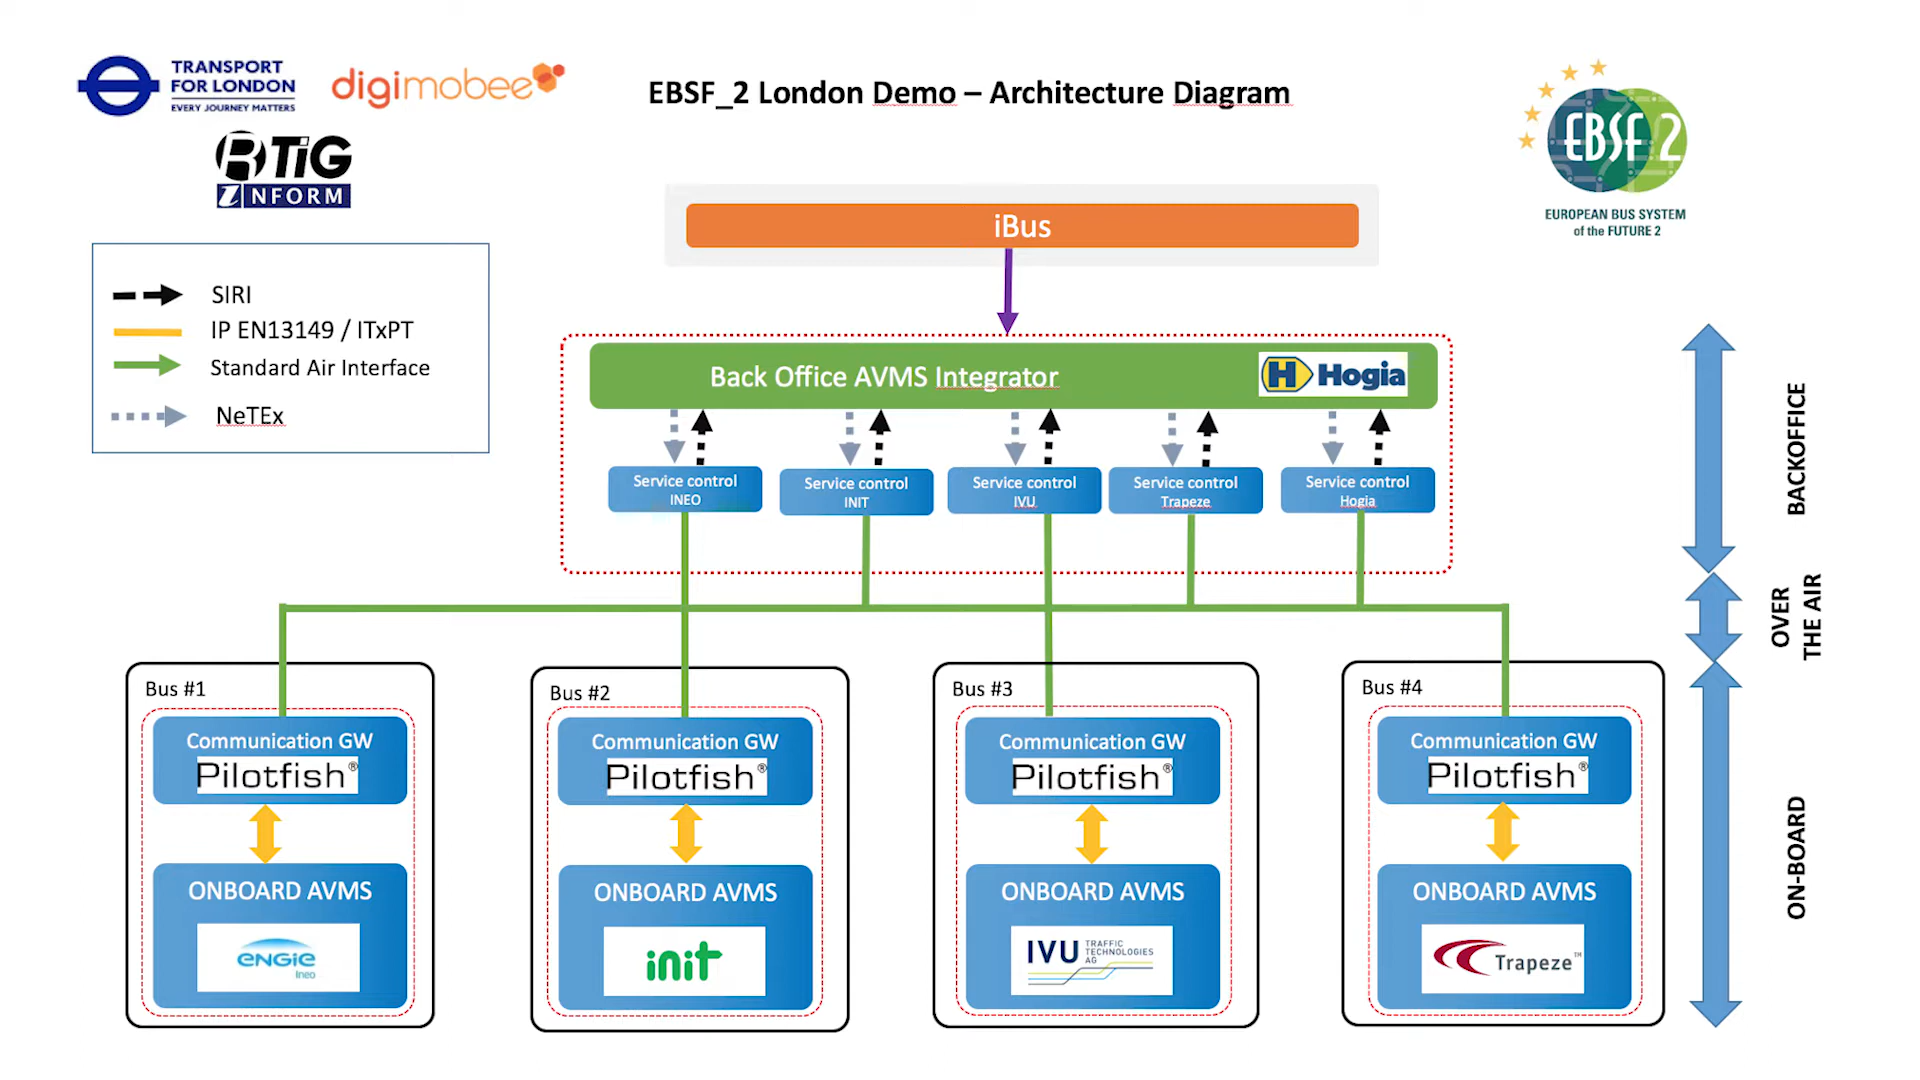 TRANSPORT
FOR LONDON
EVERY JOURNEY MATTERS
digimobee
RTiG
iNFORM
EBSF_2 London Demo – Architecture Diagram
EBSF 2
EUROPEAN BUS SYSTEM
of the FUTURE 2
SIRI
IP EN13149 / ITxPT
Standard Air Interface
NeTEx
iBus
Back Office AVMS Integrator
H Hogia
Service control
INEO
Service control
INIT
Service control
IVU
Service control
Trapeze
Service control
Hogia
BACKOFFICE
OVER
THE AIR
ON-BOARD
Bus #1
Communication GW
Pilotfish®
ONBOARD AVMS
ENGIE
Ineo
Bus #2
Communication GW
Pilotfish®
ONBOARD AVMS
init
Bus #3
Communication GW
Pilotfish®
ONBOARD AVMS
IVU TRAFFIC
TECHNOLOGIES
AG
Bus #4
Communication GW
Pilotfish®
ONBOARD AVMS
Trapeze™